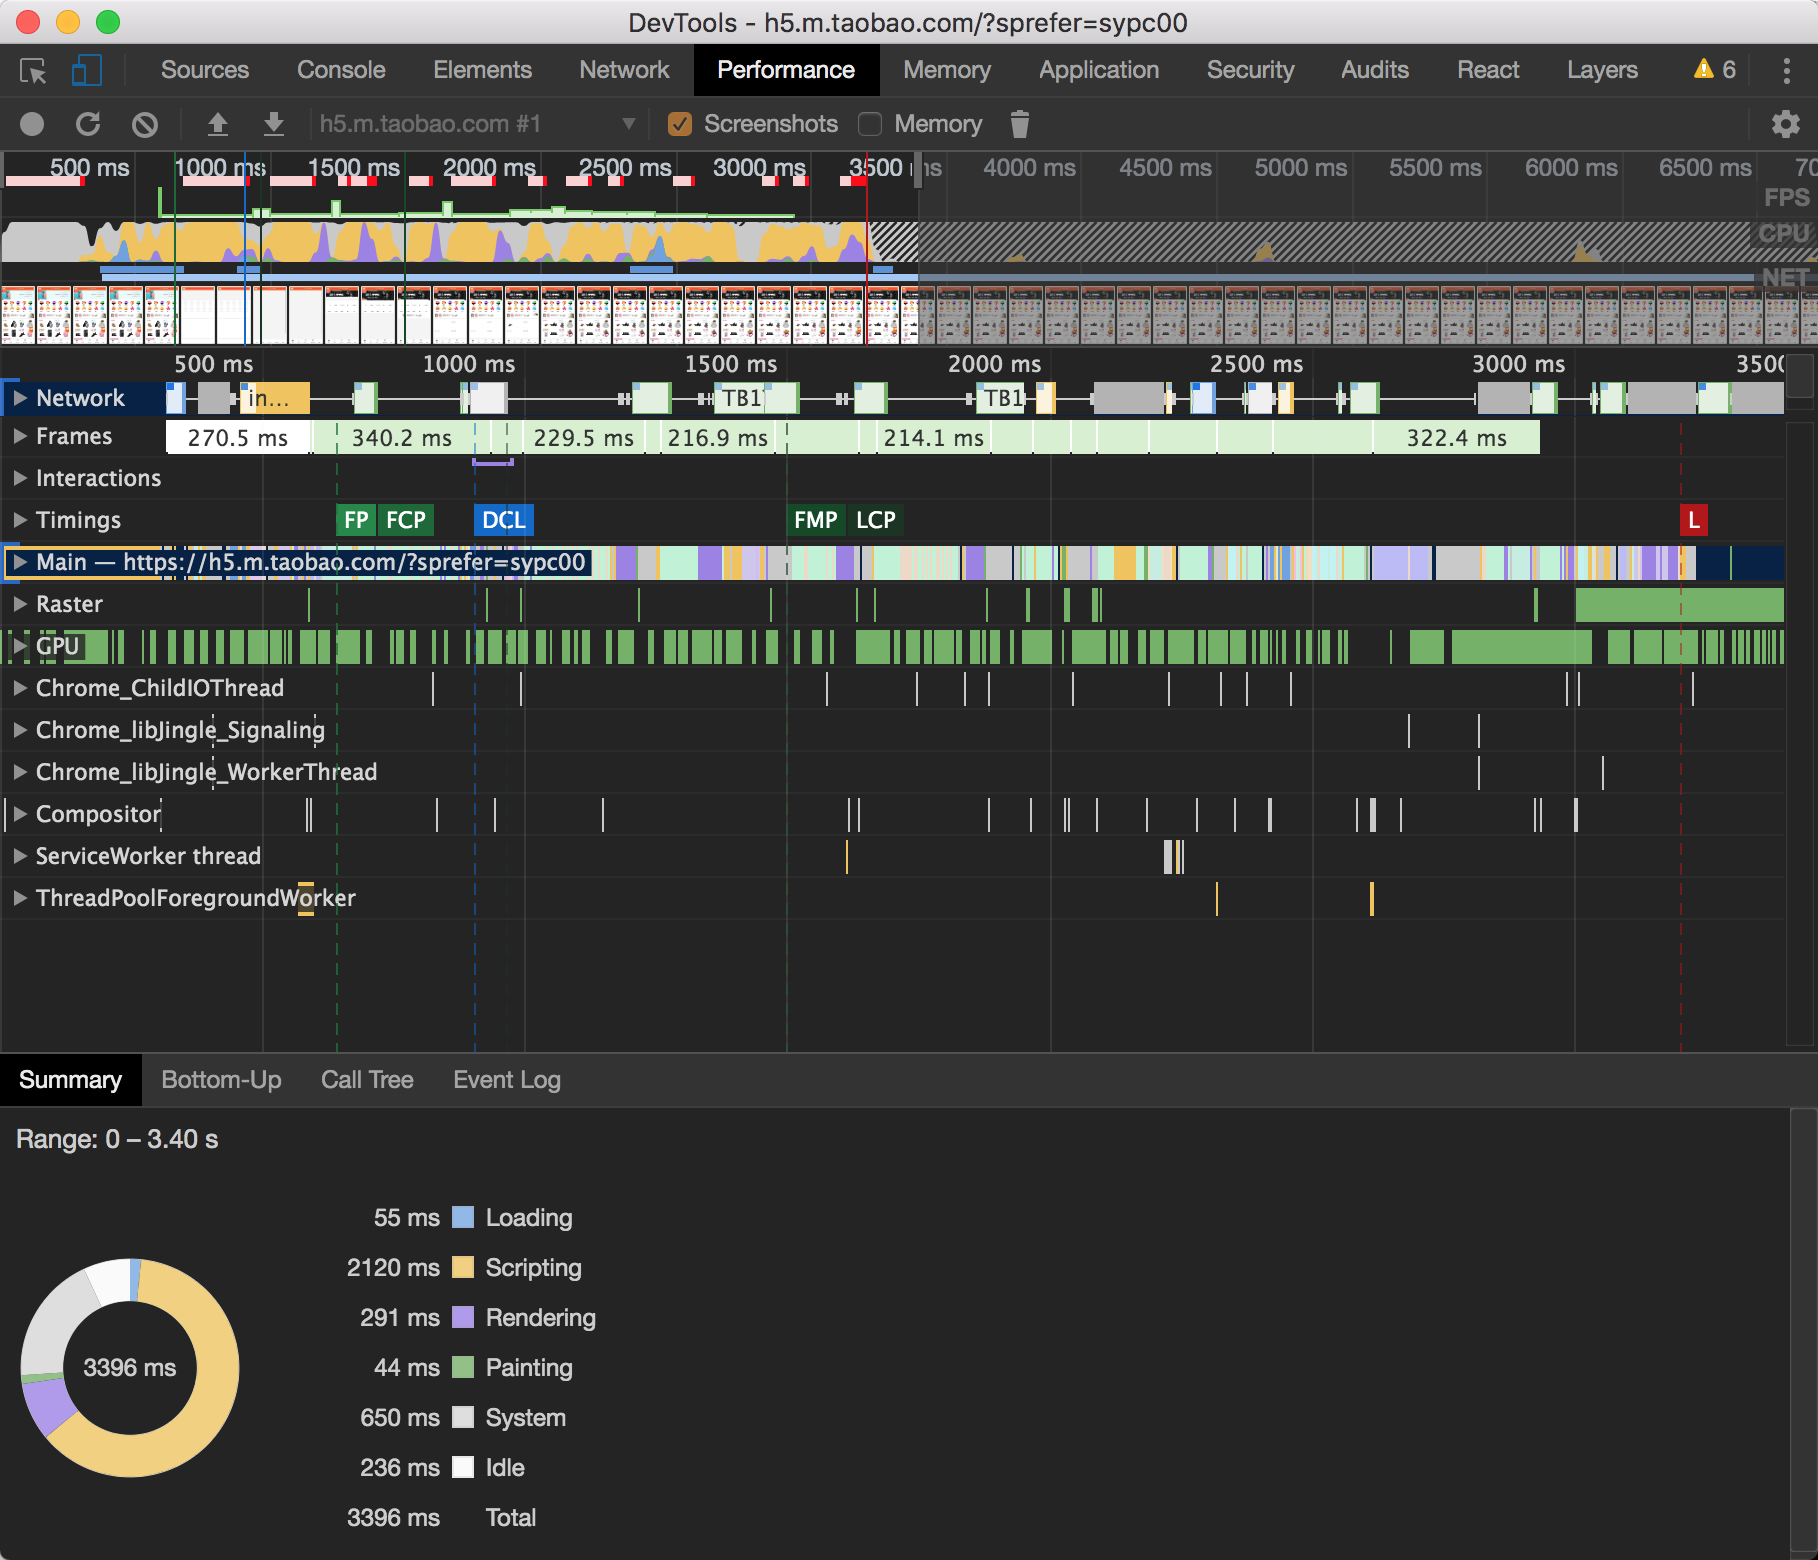 DevTools - h5.m.taobao.com/?sprefer=sypc00
Sources Console Elements Network Performance Memory Application Security Audits React Layers 6
h5.m.taobao.com #1 Screenshots Memory
500 ms 1000 ms 1500 ms 2000 ms 2500 ms 3000 ms 3500 ms 4000 ms 4500 ms 5000 ms 5500 ms 6000 ms 6500 ms 70
FPS
CPU
NET
500 ms 1000 ms 1500 ms 2000 ms 2500 ms 3000 ms 3500
Network in... TB1 TB1
Frames 270.5 ms 340.2 ms 229.5 ms 216.9 ms 214.1 ms 322.4 ms
Interactions
Timings FP FCP DCL FMP LCP L
Main — https://h5.m.taobao.com/?sprefer=sypc00
Raster
GPU
Chrome_ChildIOThread
Chrome_libJingle_Signaling
Chrome_libJingle_WorkerThread
Compositor
ServiceWorker thread
ThreadPoolForegroundWorker
Summary Bottom-Up Call Tree Event Log
Range: 0 – 3.40 s
55 ms Loading
2120 ms Scripting
291 ms Rendering
3396 ms
44 ms Painting
650 ms System
236 ms Idle
3396 ms Total